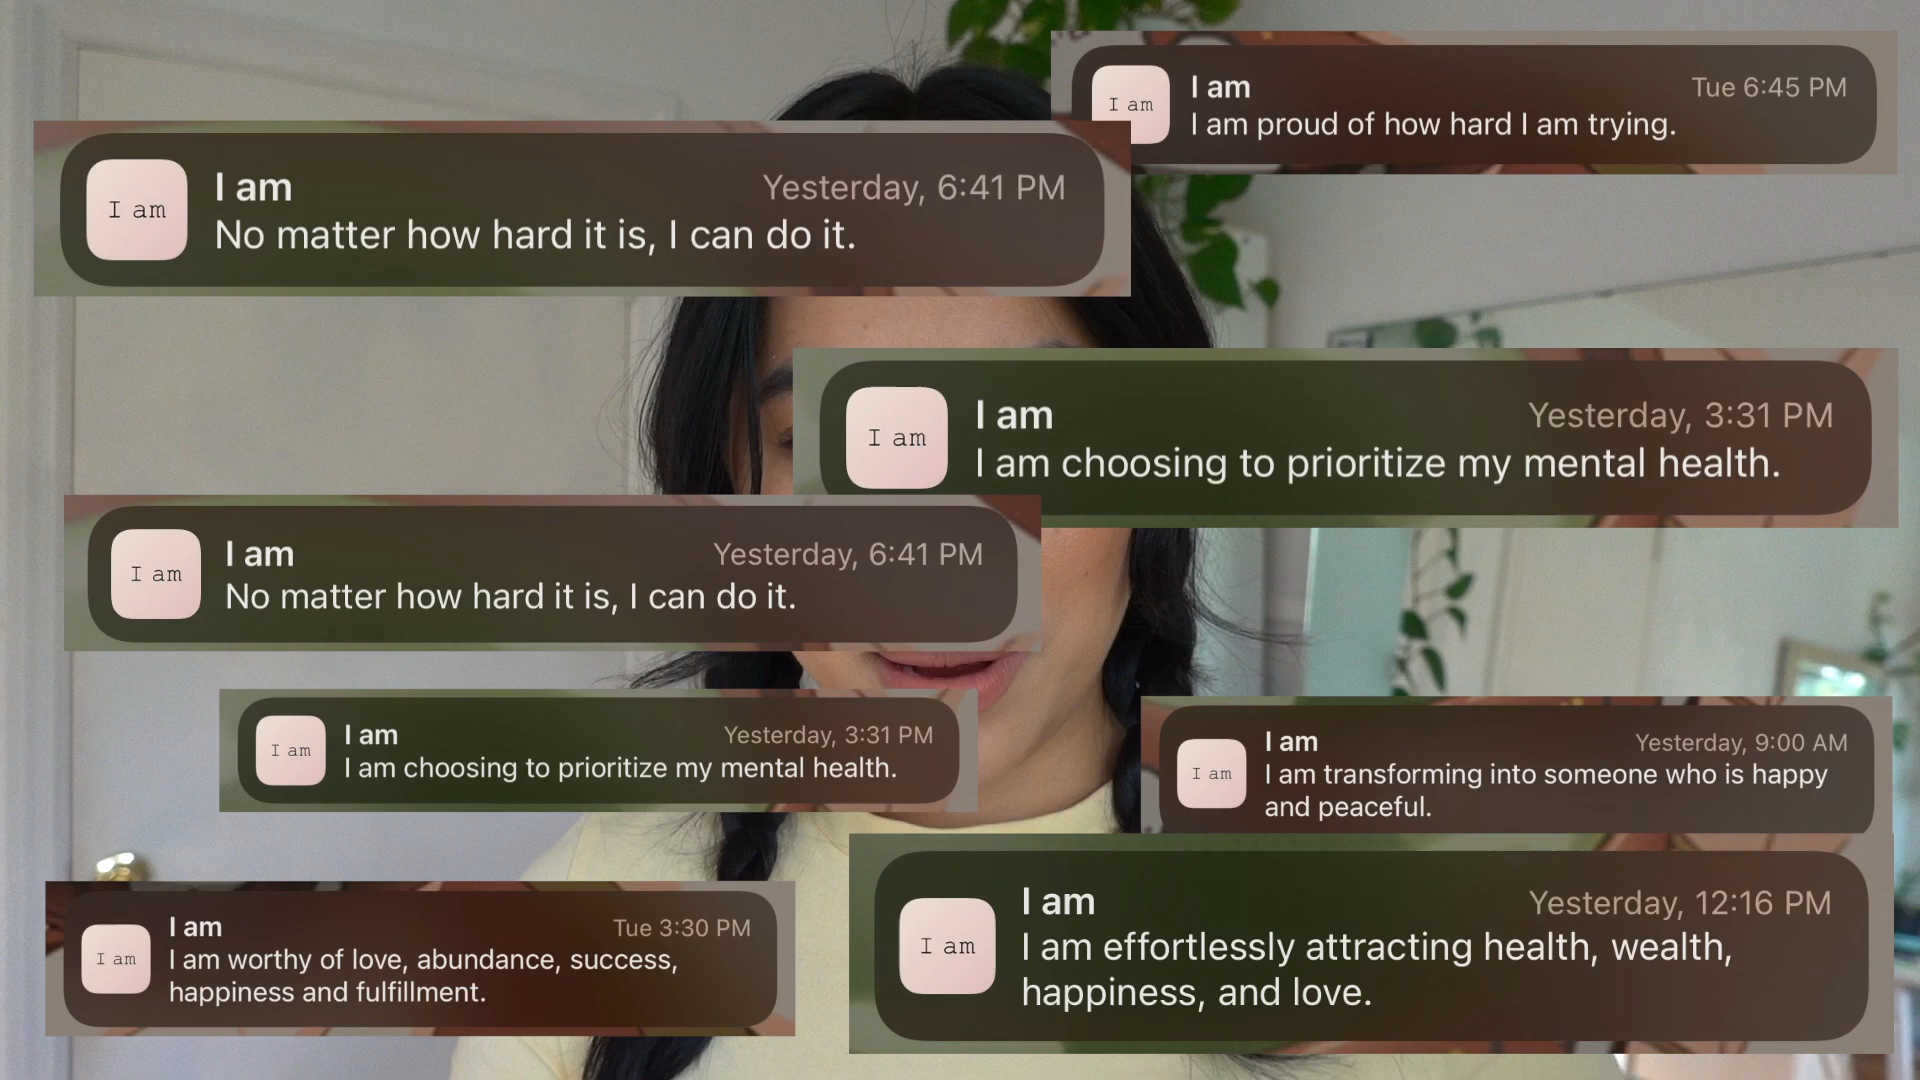 I am
I am
Tue 6:45 PM
I am proud of how hard I am trying.
I am
I am
Yesterday, 6:41 PM
No matter how hard it is, I can do it.
I am
I am
Yesterday, 3:31 PM
I am choosing to prioritize my mental health.
I am
I am
Yesterday, 6:41 PM
No matter how hard it is, I can do it.
I am
I am
Yesterday, 3:31 PM
I am choosing to prioritize my mental health.
I am
I am
Yesterday, 9:00 AM
I am transforming into someone who is happy
and peaceful.
I am
I am
Tue 3:30 PM
I am worthy of love, abundance, success,
happiness and fulfillment.
I am
I am
Yesterday, 12:16 PM
I am effortlessly attracting health, wealth,
happiness, and love.